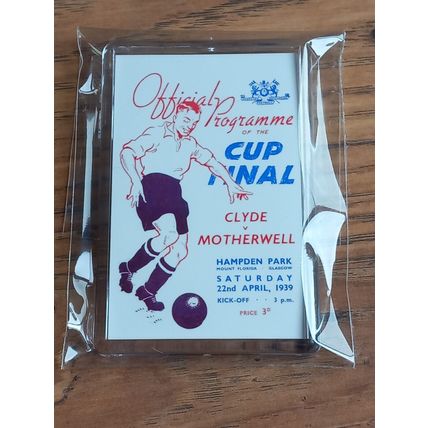 Official
Programme
OF THE
CUP
FINAL
CLYDE
v
MOTHERWELL
HAMPDEN PARK
MOUNT FLORIDA · GLASGOW
SATURDAY
22nd APRIL, 1939
KICK-OFF · · 3 p.m.
PRICE 3D